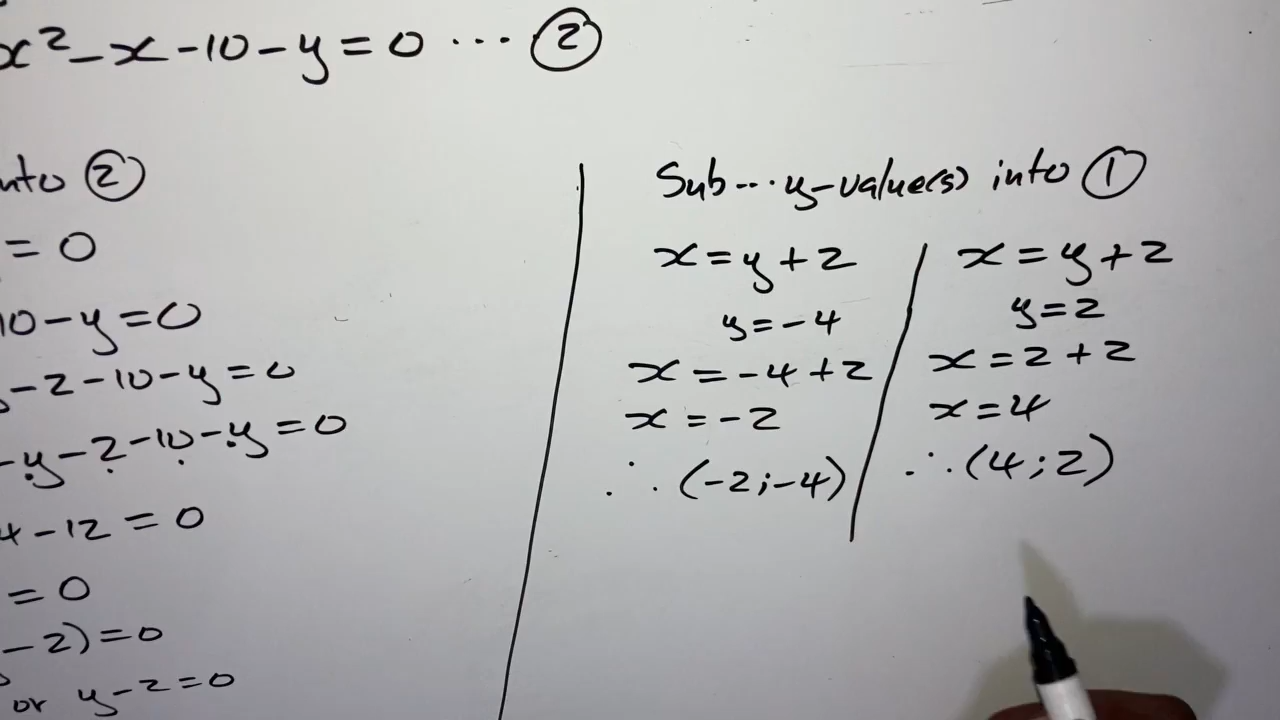 x² - x - 10 - y = 0 ... ②
into ②
= 0
10 - y = 0
y - 2 - 10 - y = 0
- y - 2 - 10 - y = 0
4 - 12 = 0
= 0
- 2) = 0
or y - 2 = 0
Sub... y-value(s) into ①
x = y + 2
y = -4
x = -4 + 2
x = -2
∴ (-2; -4)
x = y + 2
y = 2
x = 2 + 2
x = 4
∴ (4; 2)